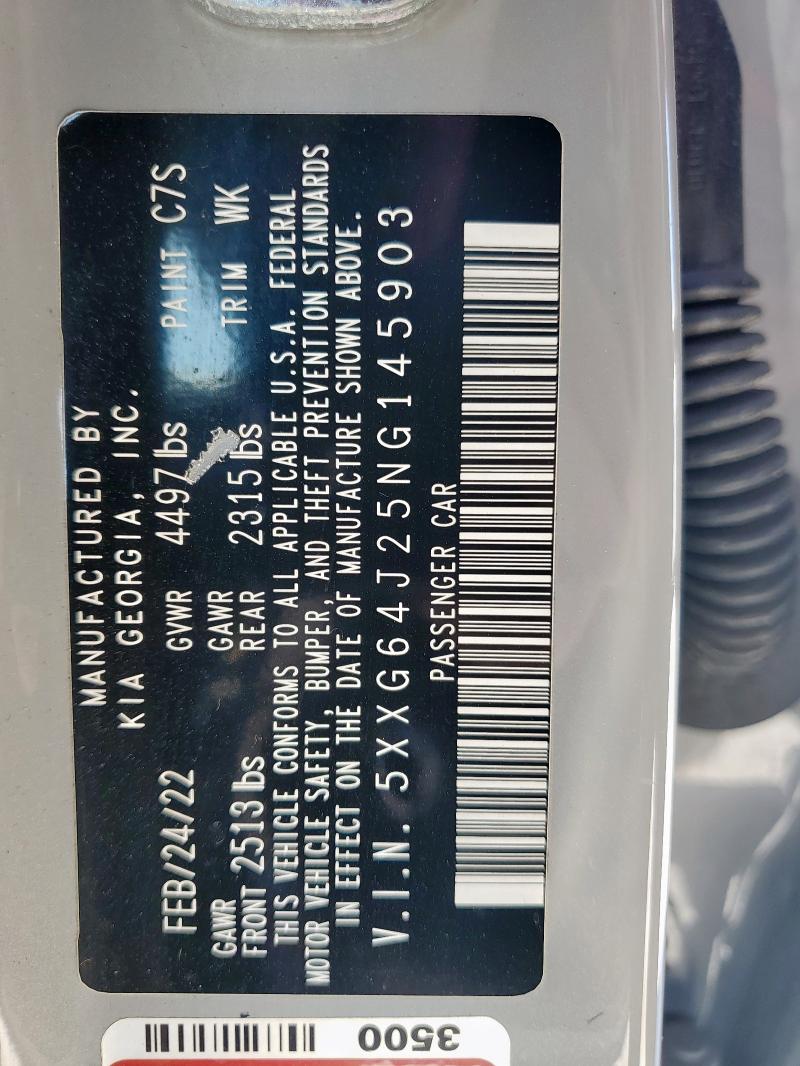 MANUFACTURED BY
KIA GEORGIA, INC.
FEB/24/22 GVWR 4497 lbs PAINT C7S
GAWR FRONT 2513 lbs GAWR REAR 2315 lbs TRIM WK
THIS VEHICLE CONFORMS TO ALL APPLICABLE U.S.A. FEDERAL
MOTOR VEHICLE SAFETY, BUMPER, AND THEFT PREVENTION STANDARDS
IN EFFECT ON THE DATE OF MANUFACTURE SHOWN ABOVE.
V.I.N. 5XXG64J25NG145903
PASSENGER CAR
3500